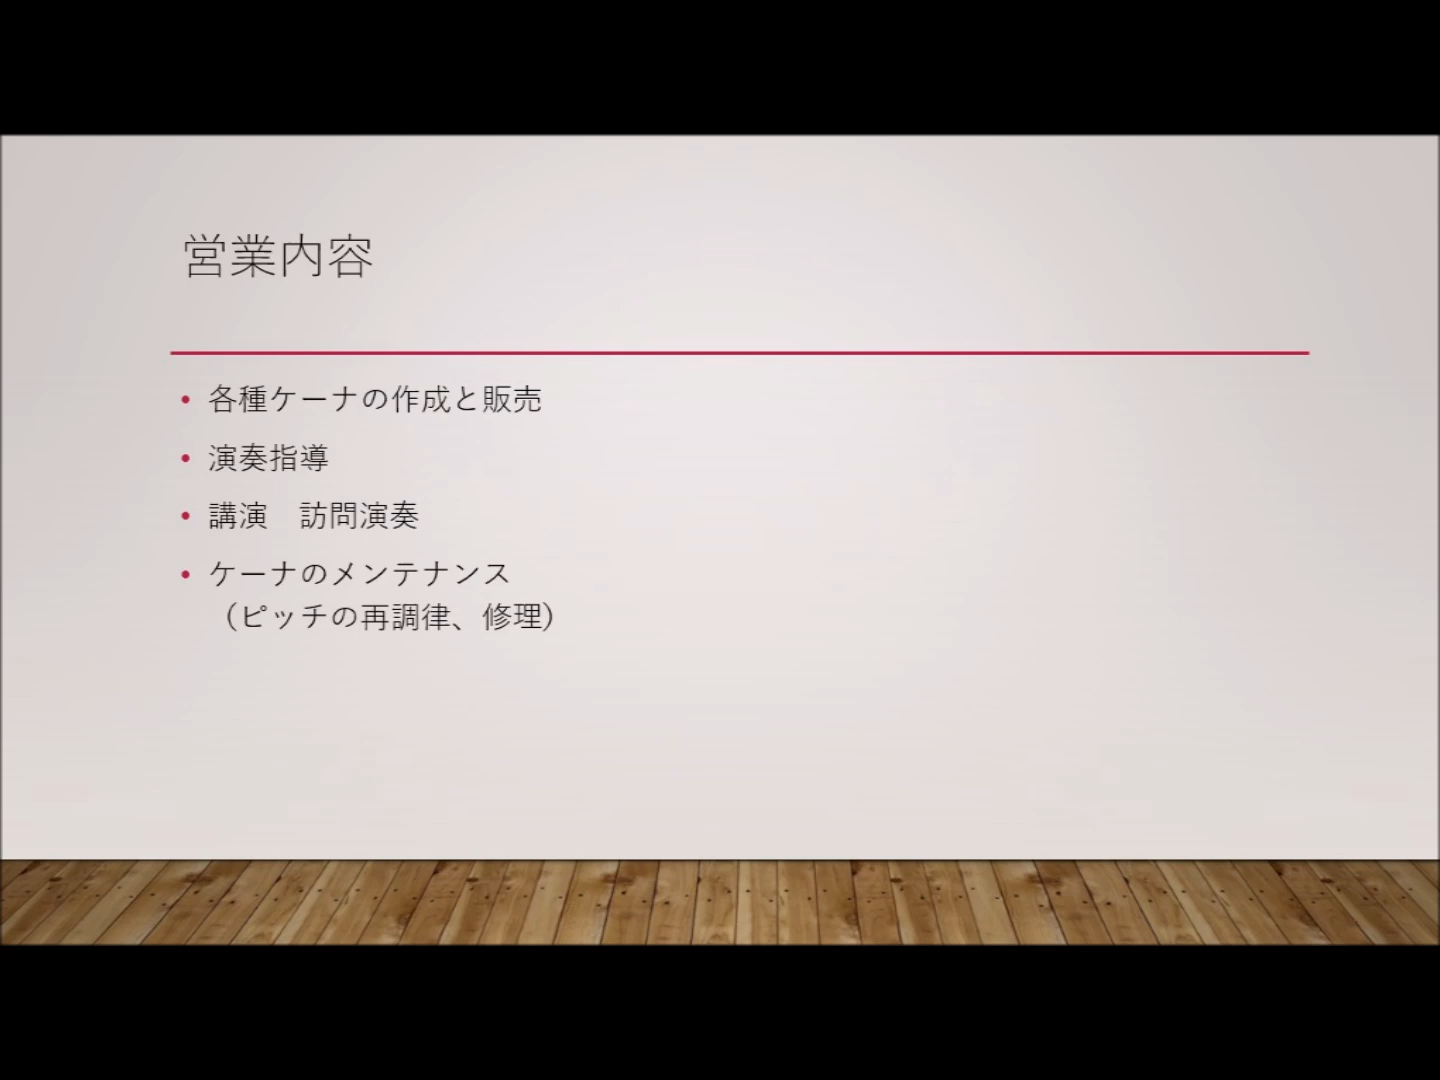 営業内容
• 各種ケーナの作成と販売
• 演奏指導
• 講演　訪問演奏
• ケーナのメンテナンス
（ピッチの再調律、修理）